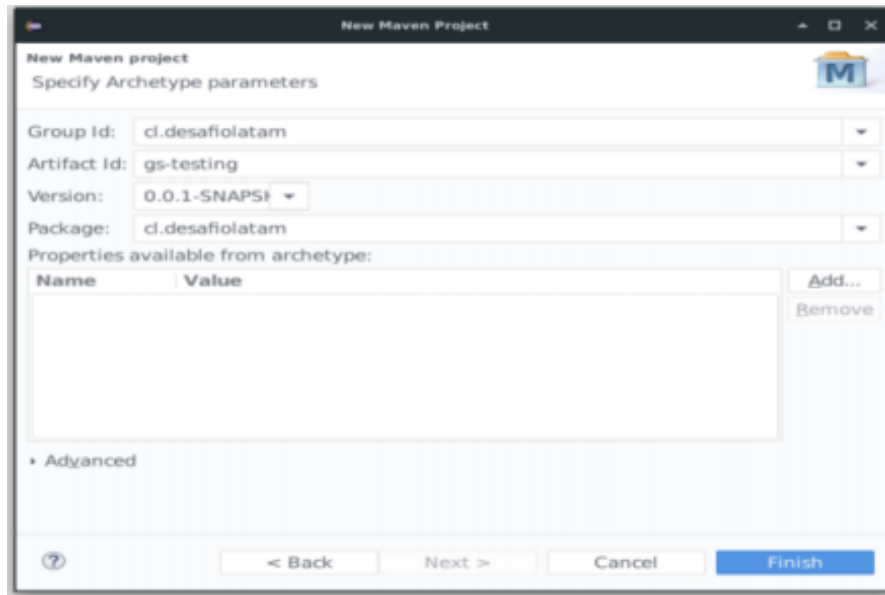 New Maven Project
New Maven project
Specify Archetype parameters
M
Group Id: cl.desafiolatam
Artifact Id: gs-testing
Version: 0.0.1-SNAPSH
Package: cl.desafiolatam
Properties available from archetype:
Name Value
Add...
Remove
Advanced
? < Back Next > Cancel Finish